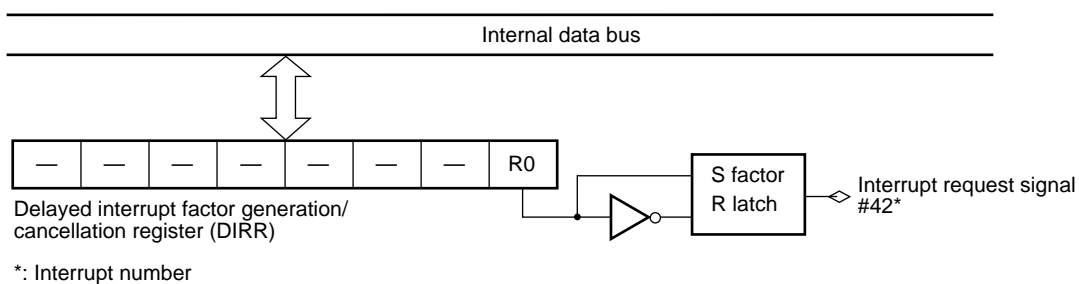 Internal data bus
— — — — — — — R0
S factor
R latch
Interrupt request signal
#42*
Delayed interrupt factor generation/
cancellation register (DIRR)
*: Interrupt number